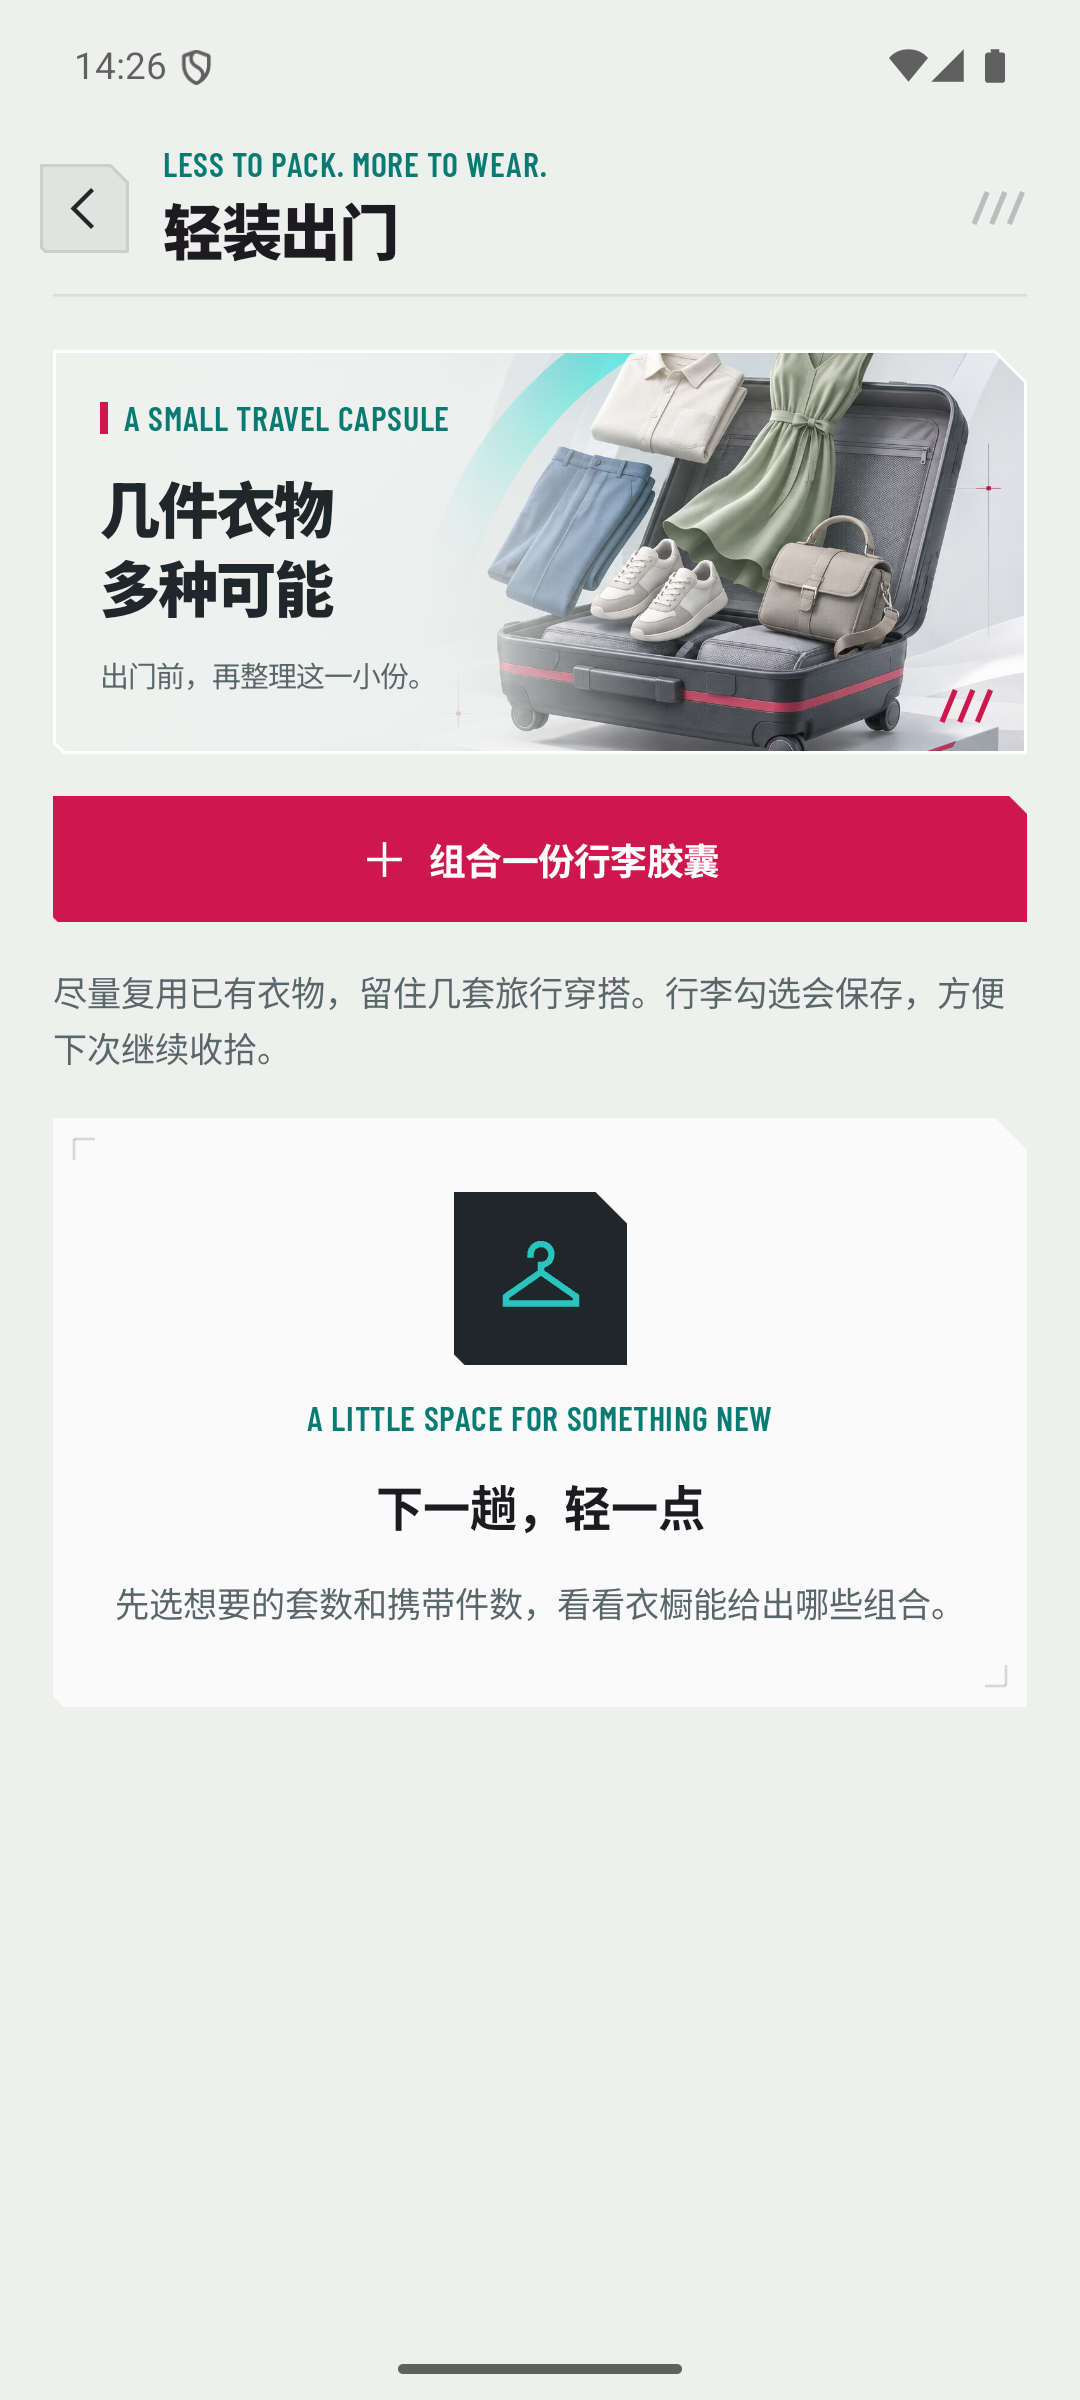 14:26
LESS TO PACK. MORE TO WEAR.
轻装出门
A SMALL TRAVEL CAPSULE
几件衣物
多种可能
出门前，再整理这一小份。
组合一份行李胶囊
尽量复用已有衣物，留住几套旅行穿搭。行李勾选会保存，方便
下次继续收拾。
A LITTLE SPACE FOR SOMETHING NEW
下一趟，轻一点
先选想要的套数和携带件数，看看衣橱能给出哪些组合。